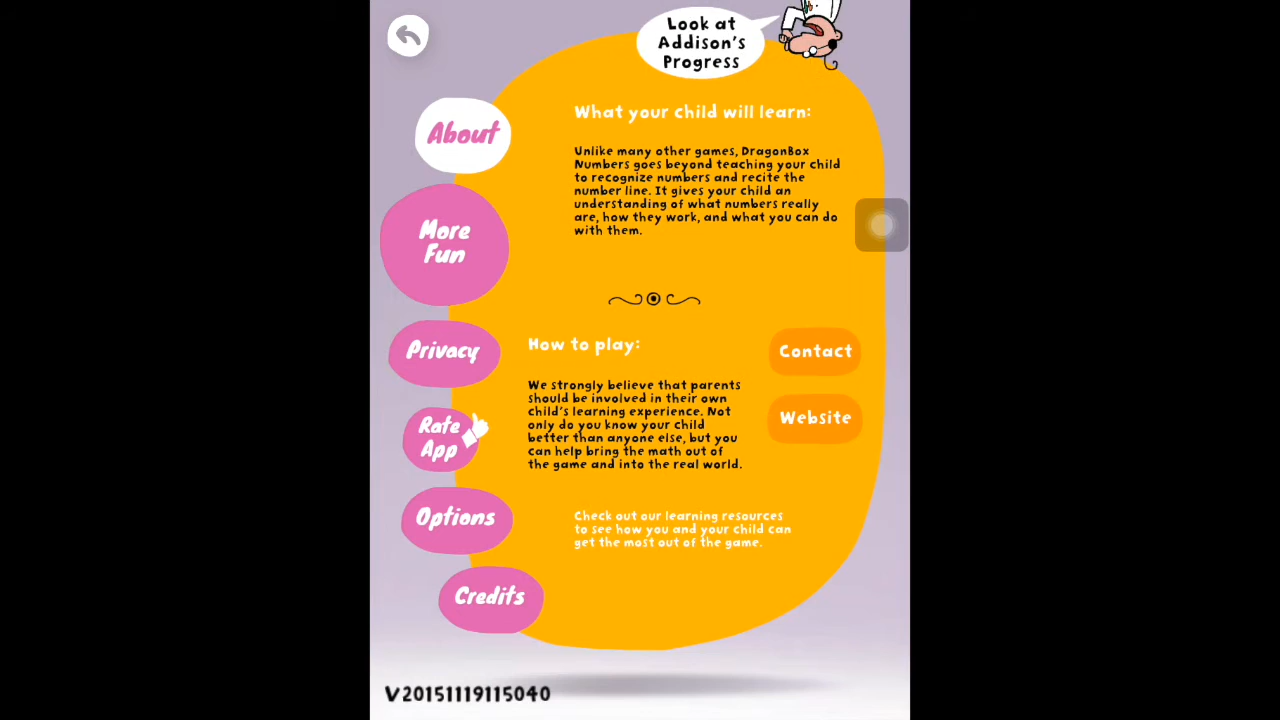 Look at
Addison's
Progress
About
More
Fun
Privacy
Rate
App
Options
Credits
What your child will learn:
Unlike many other games, DragonBox
Numbers goes beyond teaching your child
to recognize numbers and recite the
number line. It gives your child an
understanding of what numbers really
are, how they work, and what you can do
with them.
How to play:
We strongly believe that parents
should be involved in their own
child's learning experience. Not
only do you know your child
better than anyone else, but you
can help bring the math out of
the game and into the real world.
Contact
Website
Check out our learning resources
to see how you and your child can
get the most out of the game.
V20151119115040